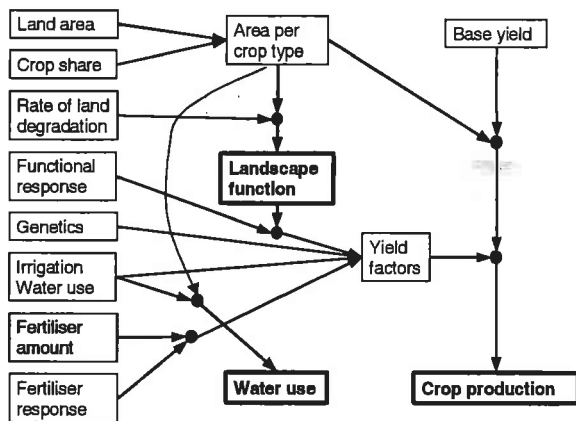 Land area
Crop share
Rate of land
degradation
Functional
response
Genetics
Irrigation
Water use
Fertiliser
amount
Fertiliser
response
Area per
crop type
Landscape
function
Water use
Yield
factors
Base yield
Crop production